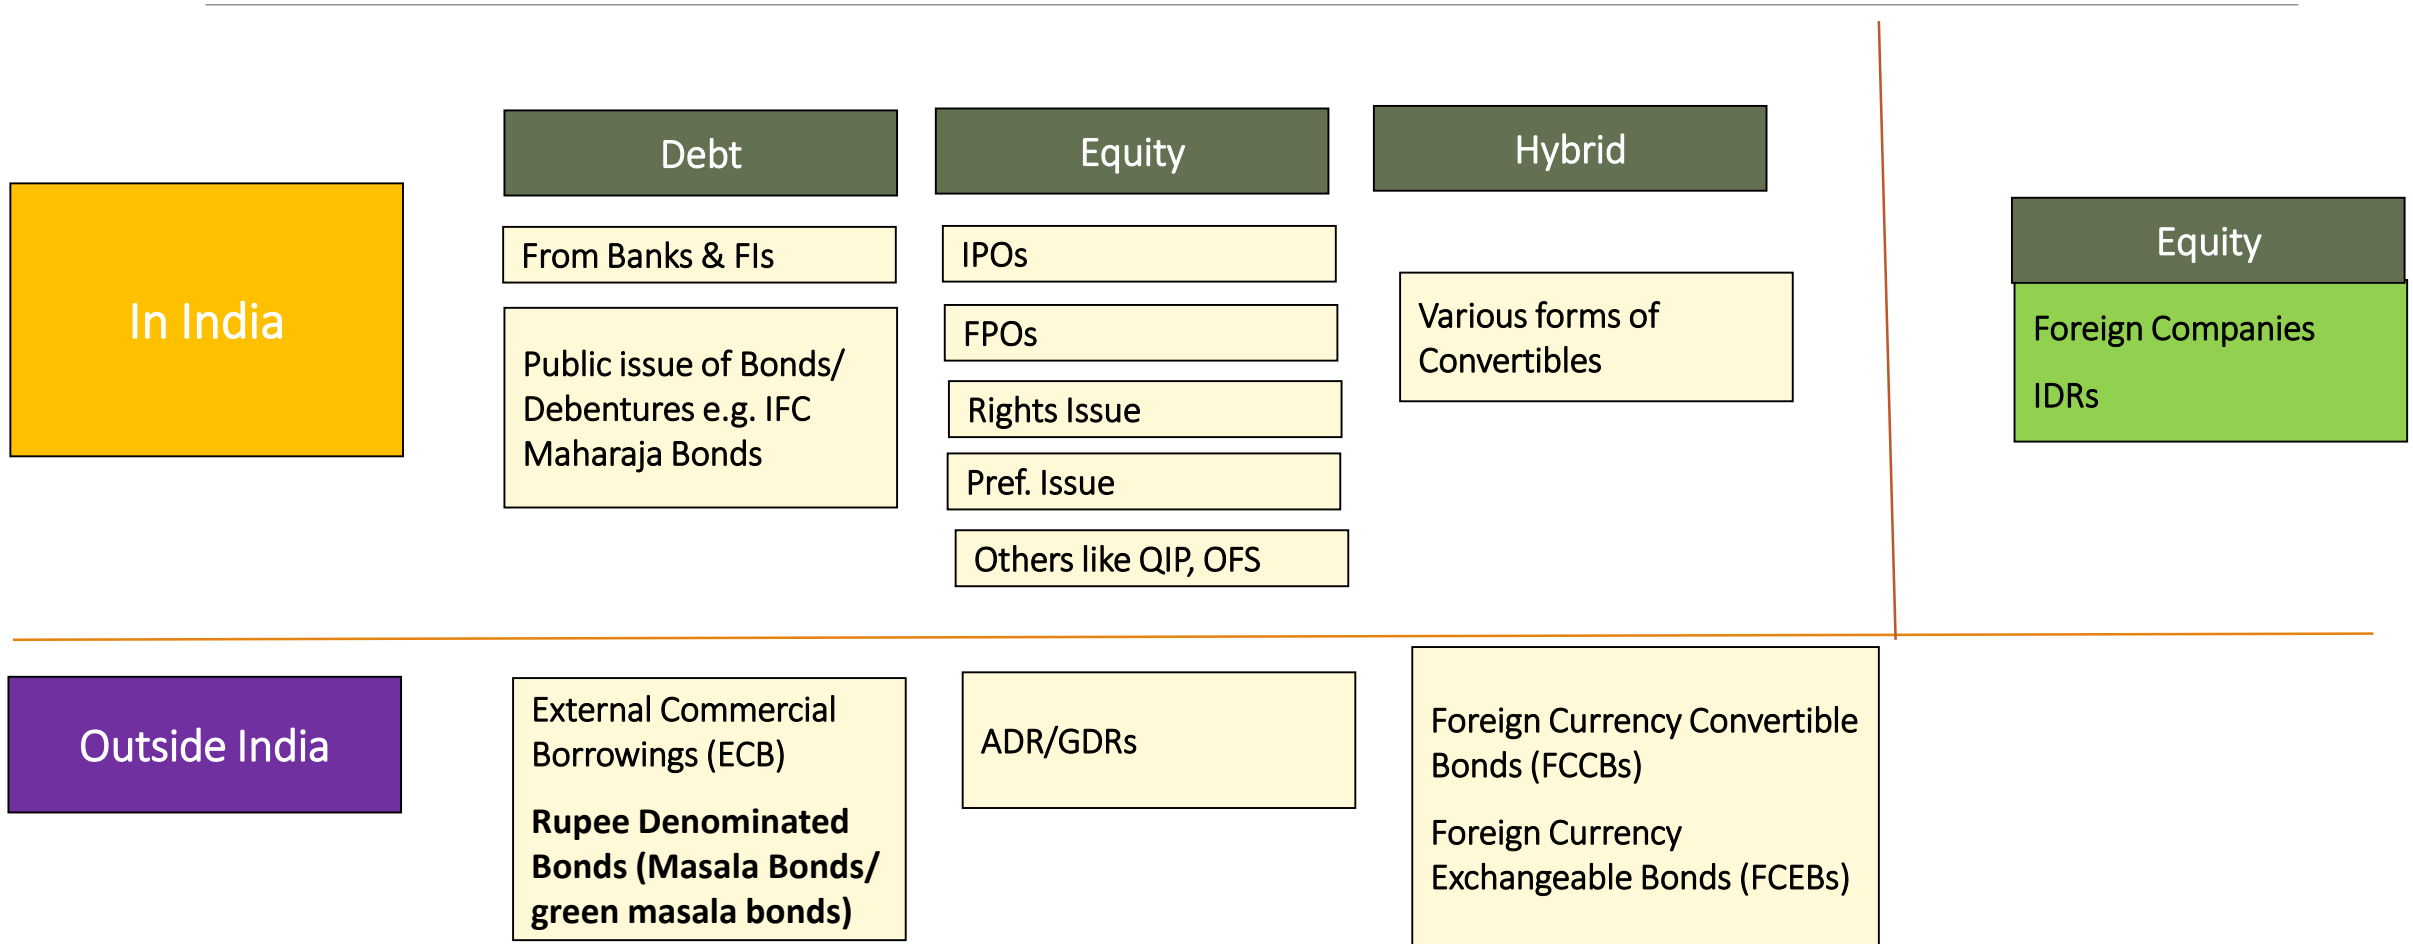 Debt
Equity
Hybrid
In India
From Banks & FIs
Public issue of Bonds/
Debentures e.g. IFC
Maharaja Bonds
IPOs
FPOs
Rights Issue
Pref. Issue
Others like QIP, OFS
Various forms of
Convertibles
Equity
Foreign Companies
IDRs
Outside India
External Commercial
Borrowings (ECB)
Rupee Denominated
Bonds (Masala Bonds/
green masala bonds)
ADR/GDRs
Foreign Currency Convertible
Bonds (FCCBs)
Foreign Currency
Exchangeable Bonds (FCEBs)